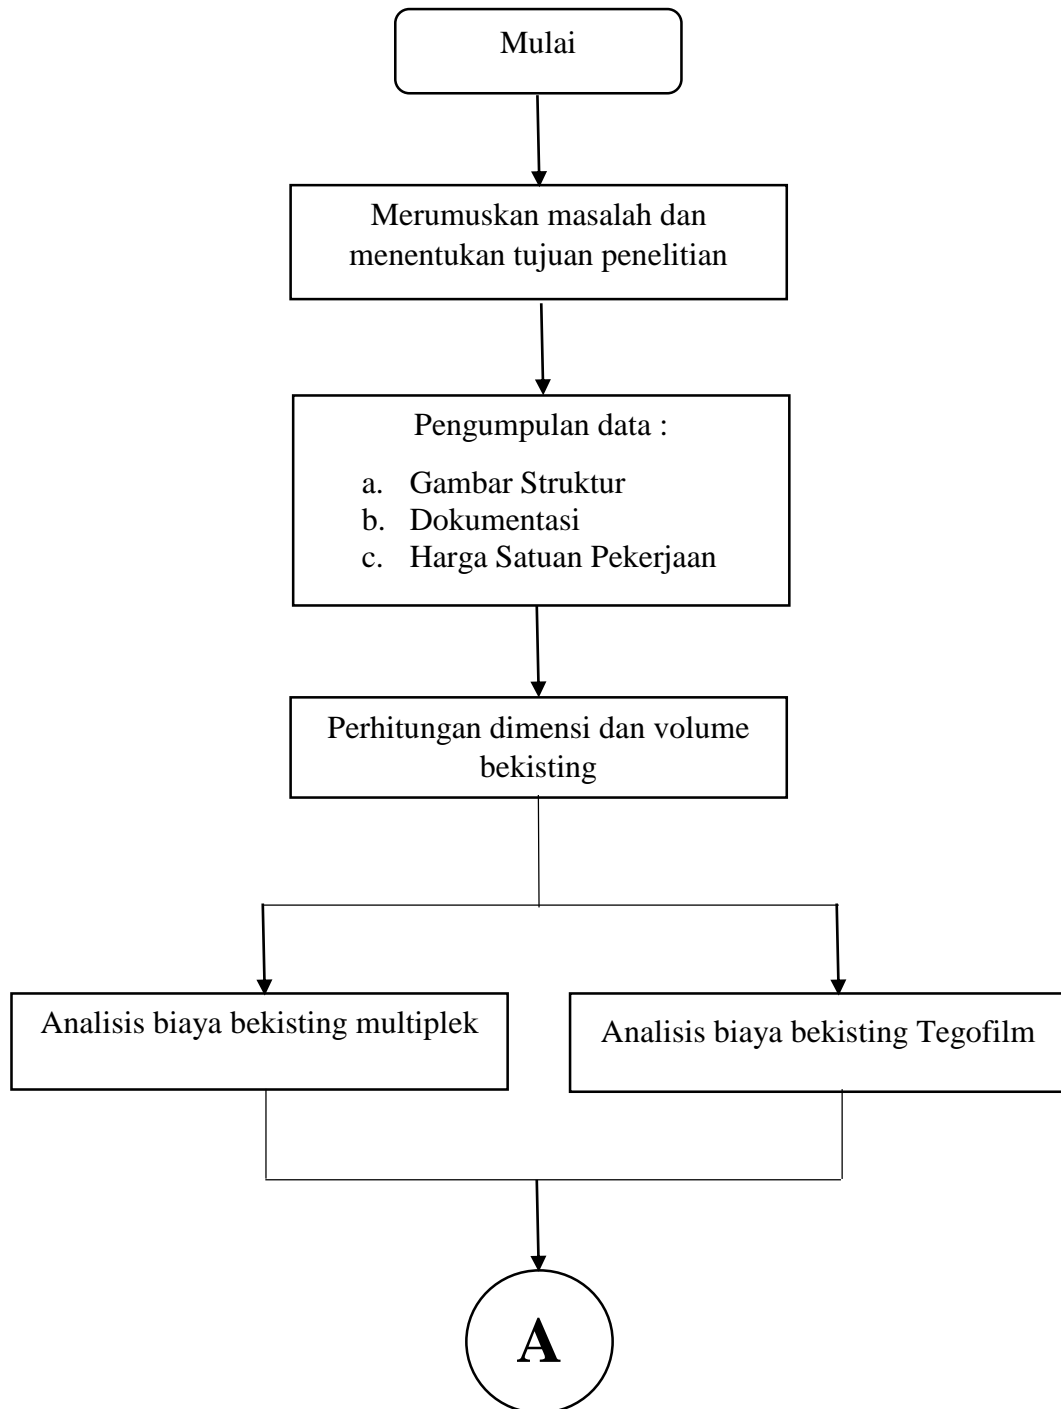 Mulai
Merumuskan masalah dan
menentukan tujuan penelitian
Pengumpulan data :
a. Gambar Struktur
b. Dokumentasi
c. Harga Satuan Pekerjaan
Perhitungan dimensi dan volume
bekisting
Analisis biaya bekisting multiplek
Analisis biaya bekisting Tegofilm
A